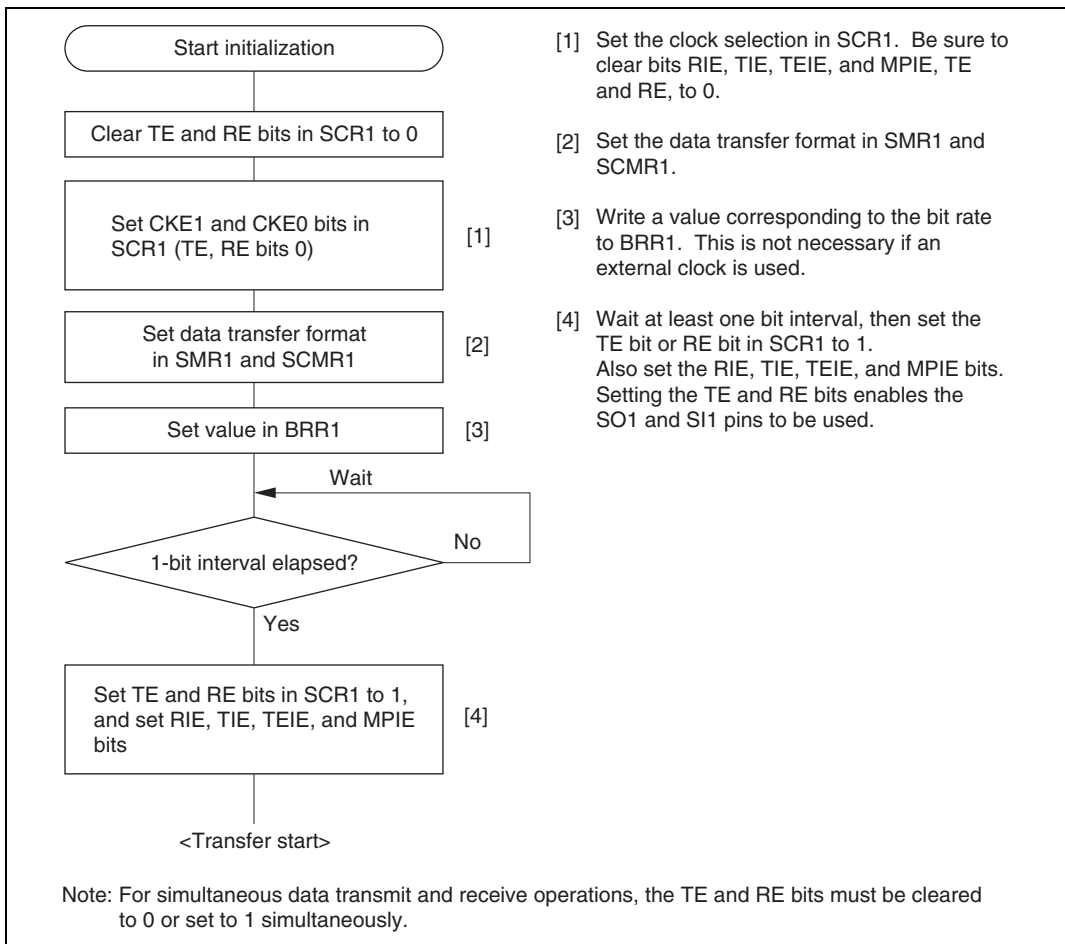 Start initialization
Clear TE and RE bits in SCR1 to 0
Set CKE1 and CKE0 bits in
SCR1 (TE, RE bits 0)
[1]
Set data transfer format
in SMR1 and SCMR1
[2]
Set value in BRR1
[3]
Wait
1-bit interval elapsed?
No
Yes
Set TE and RE bits in SCR1 to 1,
and set RIE, TIE, TEIE, and MPIE
bits
[4]
<Transfer start>
[1] Set the clock selection in SCR1. Be sure to
clear bits RIE, TIE, TEIE, and MPIE, TE
and RE, to 0.
[2] Set the data transfer format in SMR1 and
SCMR1.
[3] Write a value corresponding to the bit rate
to BRR1. This is not necessary if an
external clock is used.
[4] Wait at least one bit interval, then set the
TE bit or RE bit in SCR1 to 1.
Also set the RIE, TIE, TEIE, and MPIE bits.
Setting the TE and RE bits enables the
SO1 and SI1 pins to be used.
Note: For simultaneous data transmit and receive operations, the TE and RE bits must be cleared
to 0 or set to 1 simultaneously.